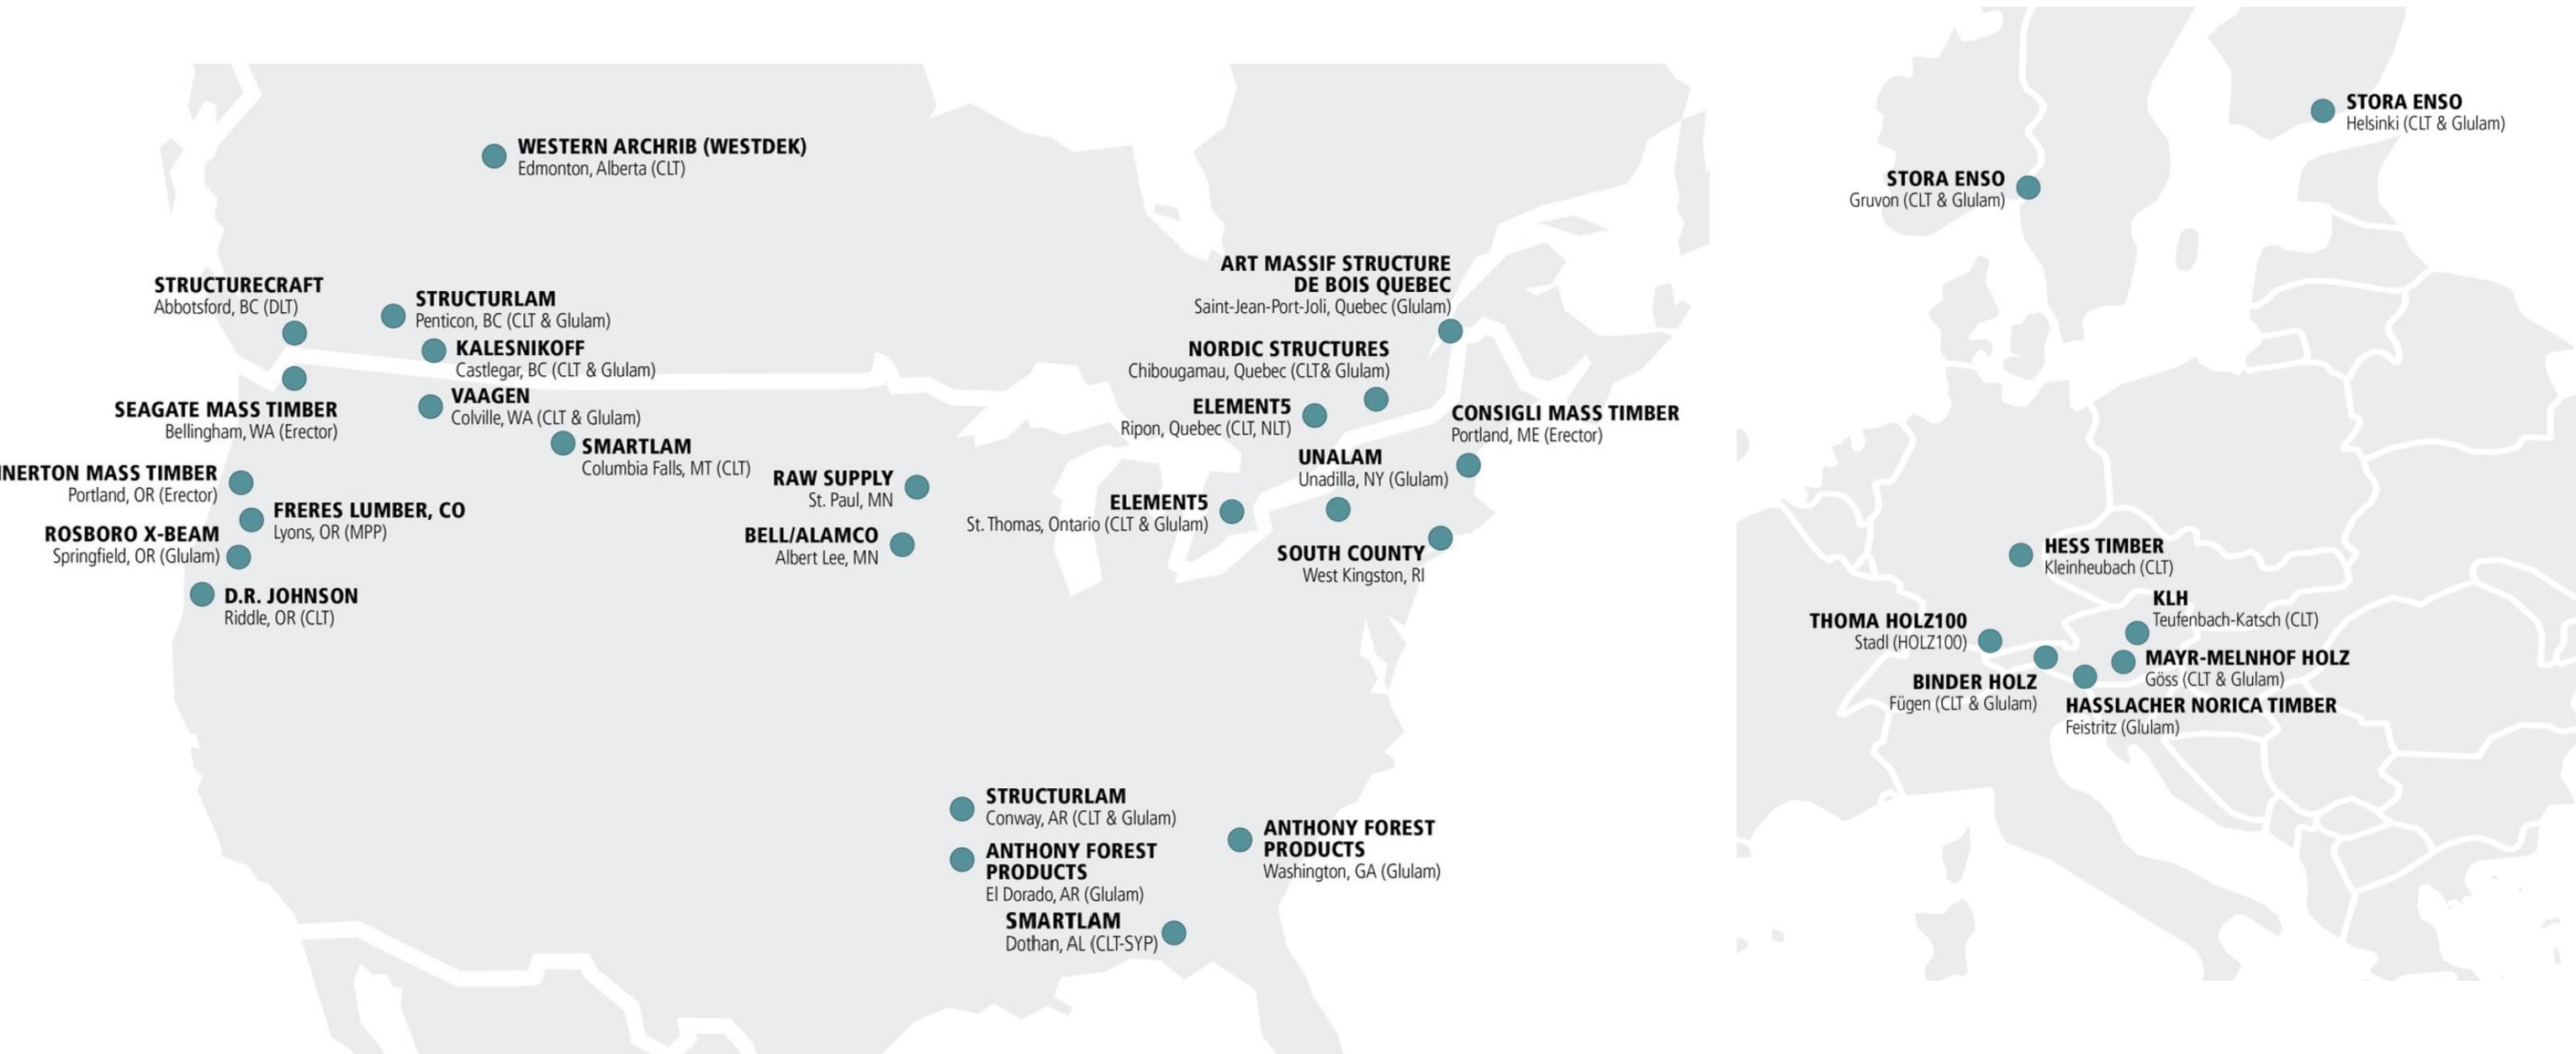 WESTERN ARCHRIB (WESTDEK)
Edmonton, Alberta (CLT)
STRUCTURECRAFT
Abbotsford, BC (DLT)
STRUCTURLAM
Penticon, BC (CLT & Glulam)
KALESNIKOFF
Castlegar, BC (CLT & Glulam)
SEAGATE MASS TIMBER
Bellingham, WA (Erector)
VAAGEN
Colville, WA (CLT & Glulam)
SMARTLAM
Columbia Falls, MT (CLT)
NERTON MASS TIMBER
Portland, OR (Erector)
FRERES LUMBER, CO
Lyons, OR (MPP)
ROSBORO X-BEAM
Springfield, OR (Glulam)
D.R. JOHNSON
Riddle, OR (CLT)
RAW SUPPLY
St. Paul, MN
BELL/ALAMCO
Albert Lee, MN
ART MASSIF STRUCTURE
DE BOIS QUEBEC
Saint-Jean-Port-Joli, Quebec (Glulam)
NORDIC STRUCTURES
Chibougamau, Quebec (CLT& Glulam)
ELEMENT5
Ripon, Quebec (CLT, NLT)
CONSIGLI MASS TIMBER
Portland, ME (Erector)
UNALAM
Unadilla, NY (Glulam)
ELEMENT5
St. Thomas, Ontario (CLT & Glulam)
SOUTH COUNTY
West Kingston, RI
STRUCTURLAM
Conway, AR (CLT & Glulam)
ANTHONY FOREST
PRODUCTS
El Dorado, AR (Glulam)
ANTHONY FOREST
PRODUCTS
Washington, GA (Glulam)
SMARTLAM
Dothan, AL (CLT-SYP)
STORA ENSO
Helsinki (CLT & Glulam)
STORA ENSO
Gruvon (CLT & Glulam)
HESS TIMBER
Kleinheubach (CLT)
KLH
Teufenbach-Katsch (CLT)
THOMA HOLZ100
Stadl (HOLZ100)
MAYR-MELNHOF HOLZ
Göss (CLT & Glulam)
BINDER HOLZ
Fügen (CLT & Glulam)
HASSLACHER NORICA TIMBER
Feistritz (Glulam)